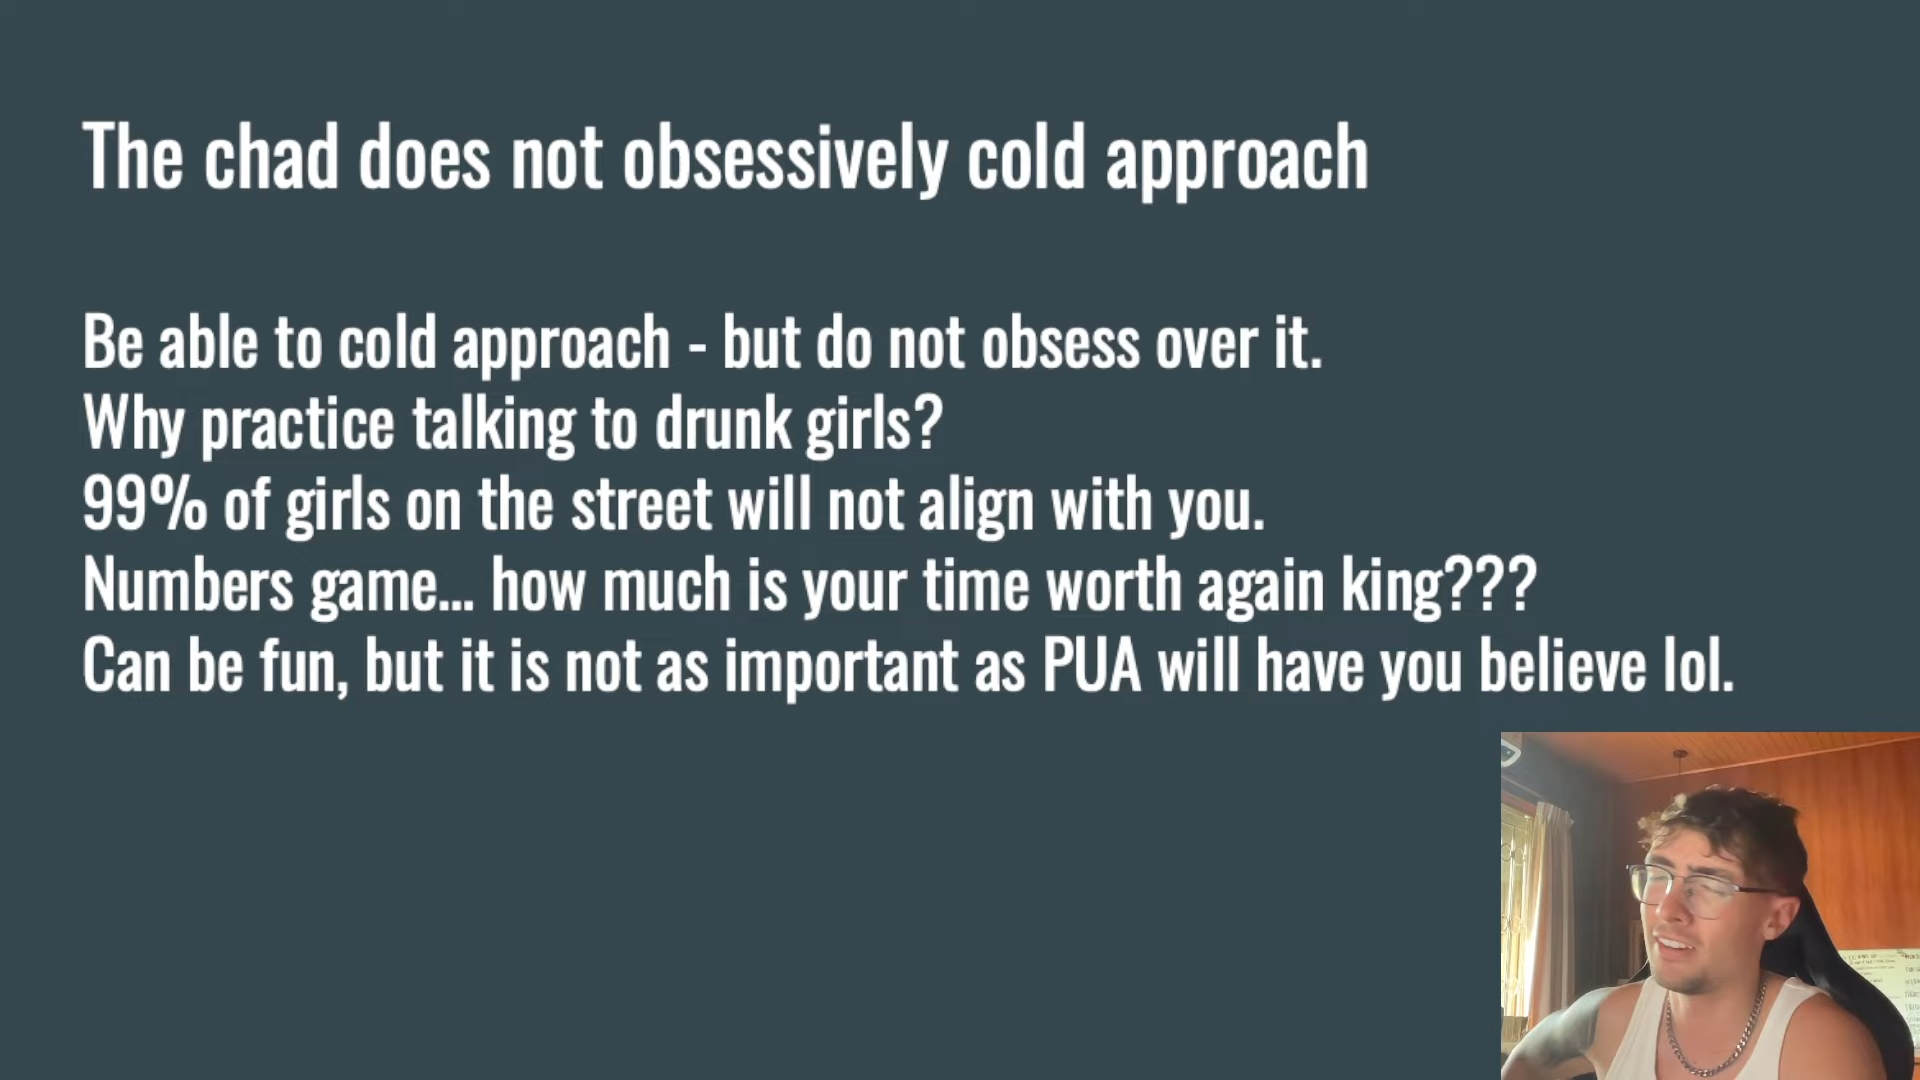 The chad does not obsessively cold approach
Be able to cold approach - but do not obsess over it.
Why practice talking to drunk girls?
99% of girls on the street will not align with you.
Numbers game... how much is your time worth again king???
Can be fun, but it is not as important as PUA will have you believe lol.